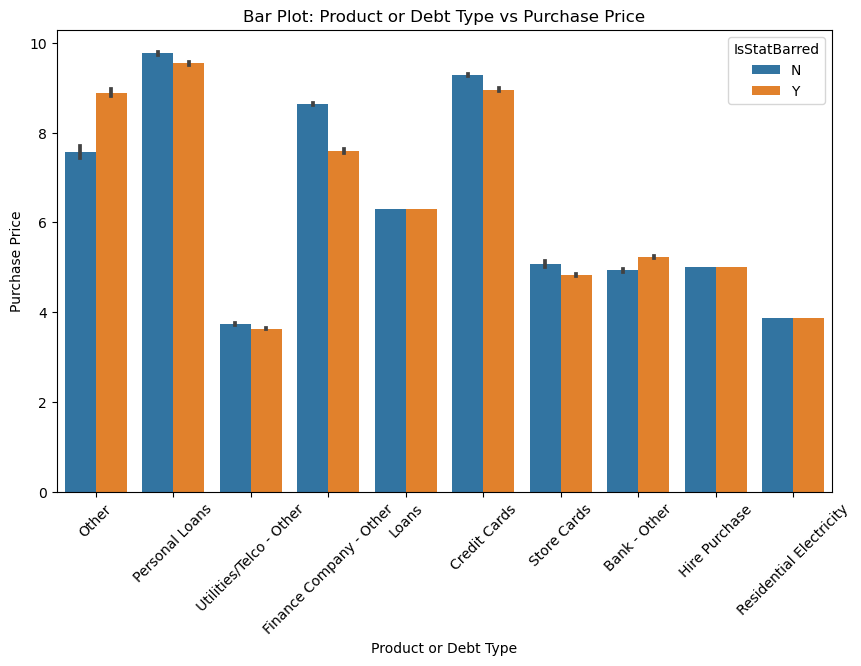 Bar Plot: Product or Debt Type vs Purchase Price
IsStatBarred
N
Y
Purchase Price
10
8
6
4
2
0
Other
Personal Loans
Utilities/Telco - Other
Finance Company - Other
Loans
Credit Cards
Store Cards
Bank - Other
Hire Purchase
Residential Electricity
Product or Debt Type